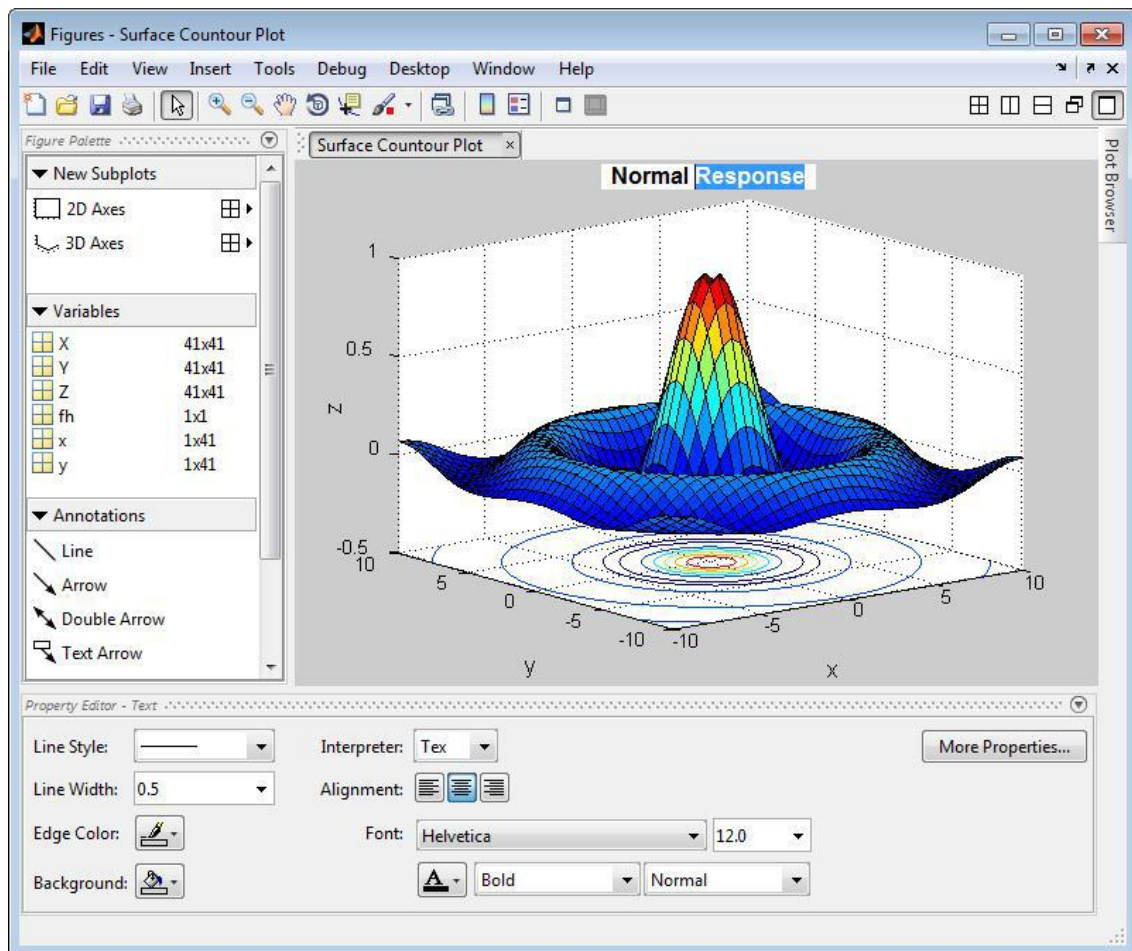 Figures - Surface Countour Plot
File Edit View Insert Tools Debug Desktop Window Help
Figure Palette
New Subplots
2D Axes
3D Axes
Variables
X 41x41
Y 41x41
Z 41x41
fh 1x1
x 1x41
y 1x41
Annotations
Line
Arrow
Double Arrow
Text Arrow
Surface Countour Plot ×
Plot Browser
Normal Response
1
0.5
0
-0.5
z
10
5
0
-5
-10
y
-10
-5
0
5
10
x
Property Editor - Text
Line Style:
Interpreter: Tex
More Properties...
Line Width: 0.5
Alignment:
Edge Color:
Font: Helvetica 12.0
Background:
A Bold Normal